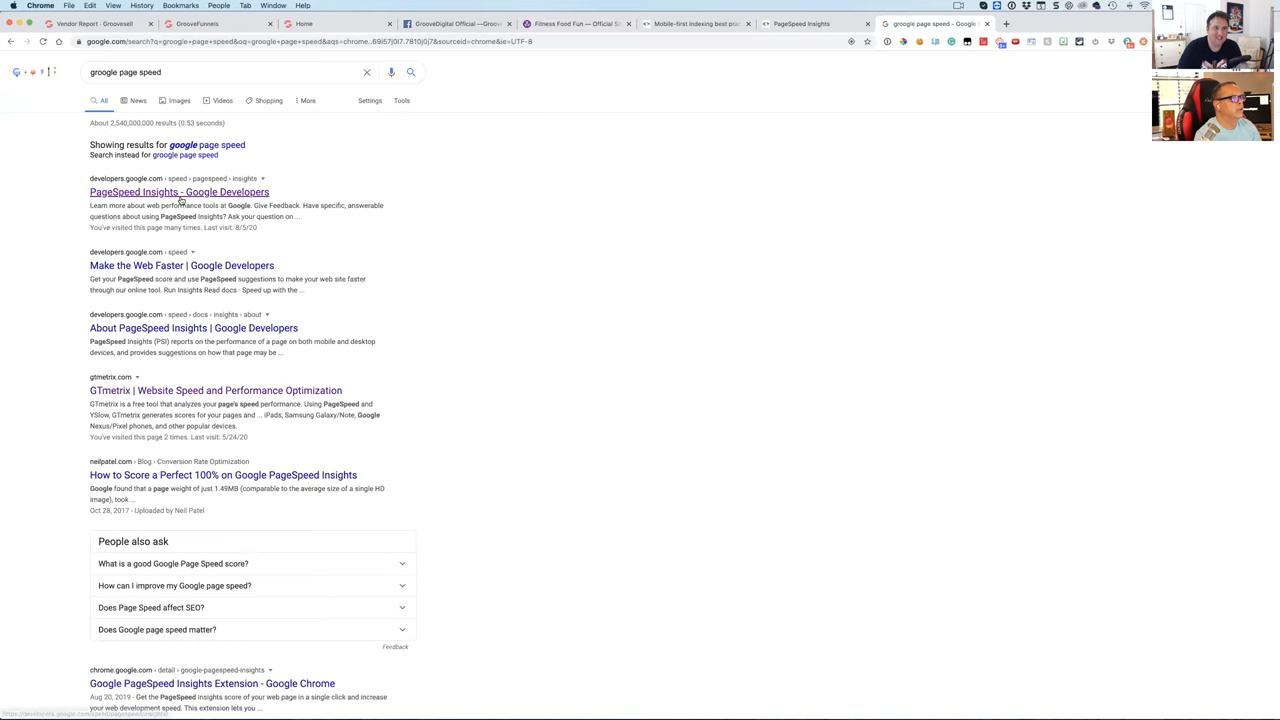 Chrome File Edit View History Bookmarks People Tab Window Help
Vendor Report - Groovesell
GrooveFunnels
Home
GrooveDigital Official —Groov
Fitness Food Fun — Official Si
Mobile-first indexing best prac
PageSpeed Insights
groogle page speed - Google S
google.com/search?q=groogle+page+speed&oq=groogle+page+speed&aqs=chrome..69i57j0l7.7810j0j7&sourceid=chrome&ie=UTF-8
groogle page speed
All News Images Videos Shopping More Settings Tools
About 2,540,000,000 results (0.53 seconds)
Showing results for google page speed
Search instead for groogle page speed
developers.google.com › speed › pagespeed › insights
PageSpeed Insights - Google Developers
Learn more about web performance tools at Google. Give Feedback. Have specific, answerable
questions about using PageSpeed Insights? Ask your question on ...
You've visited this page many times. Last visit: 8/5/20
developers.google.com › speed
Make the Web Faster | Google Developers
Get your PageSpeed score and use PageSpeed suggestions to make your web site faster
through our online tool. Run Insights Read docs · Speed up with the ...
developers.google.com › speed › docs › insights › about
About PageSpeed Insights | Google Developers
PageSpeed Insights (PSI) reports on the performance of a page on both mobile and desktop
devices, and provides suggestions on how that page may be ...
gtmetrix.com
GTmetrix | Website Speed and Performance Optimization
GTmetrix is a free tool that analyzes your page's speed performance. Using PageSpeed and
YSlow, GTmetrix generates scores for your pages and ... iPads, Samsung Galaxy/Note, Google
Nexus/Pixel phones, and other popular devices.
You've visited this page 2 times. Last visit: 5/24/20
neilpatel.com › Blog › Conversion Rate Optimization
How to Score a Perfect 100% on Google PageSpeed Insights
Google found that a page weight of just 1.49MB (comparable to the average size of a single HD
image), took ...
Oct 28, 2017 - Uploaded by Neil Patel
People also ask
What is a good Google Page Speed score?
How can I improve my Google page speed?
Does Page Speed affect SEO?
Does Google page speed matter?
Feedback
chrome.google.com › detail › google-pagespeed-insights
Google PageSpeed Insights Extension - Google Chrome
Aug 20, 2019 - Get the PageSpeed Insights score of your web page in a single click and increase
your web development speed. This extension lets you ...
https://developers.google.com/speed/pagespeed/insights/